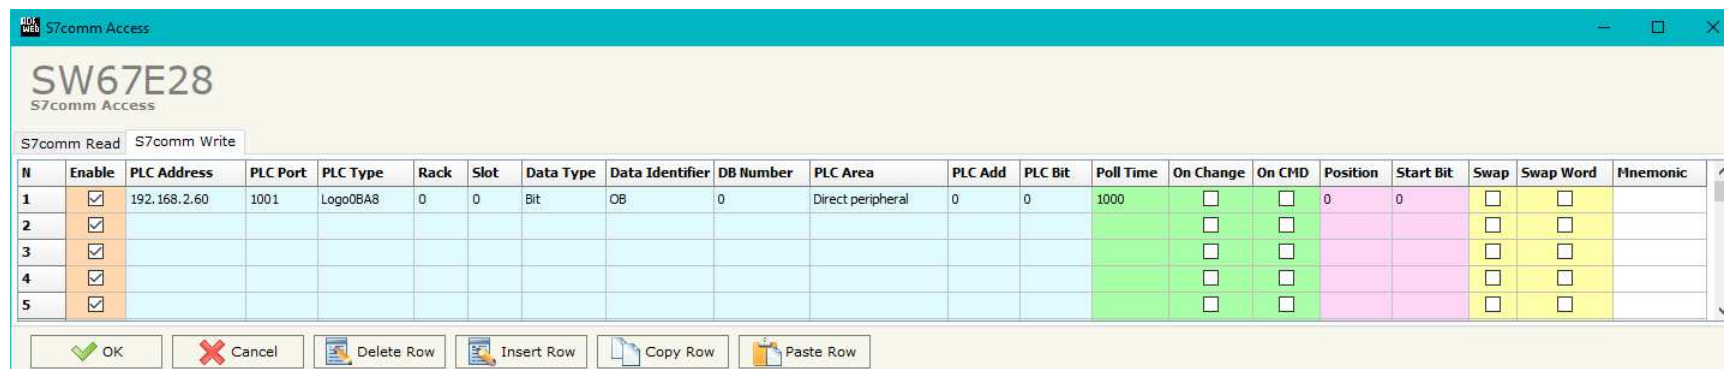 ADF WEB S7comm Access
SW67E28
S7comm Access
S7comm Read S7comm Write
N Enable PLC Address PLC Port PLC Type Rack Slot Data Type Data Identifier DB Number PLC Area PLC Add PLC Bit Poll Time On Change On CMD Position Start Bit Swap Swap Word Mnemonic
1 192.168.2.60 1001 Logo0BA8 0 0 Bit OB 0 Direct peripheral 0 0 1000 0 0
2
3
4
5
OK Cancel Delete Row Insert Row Copy Row Paste Row